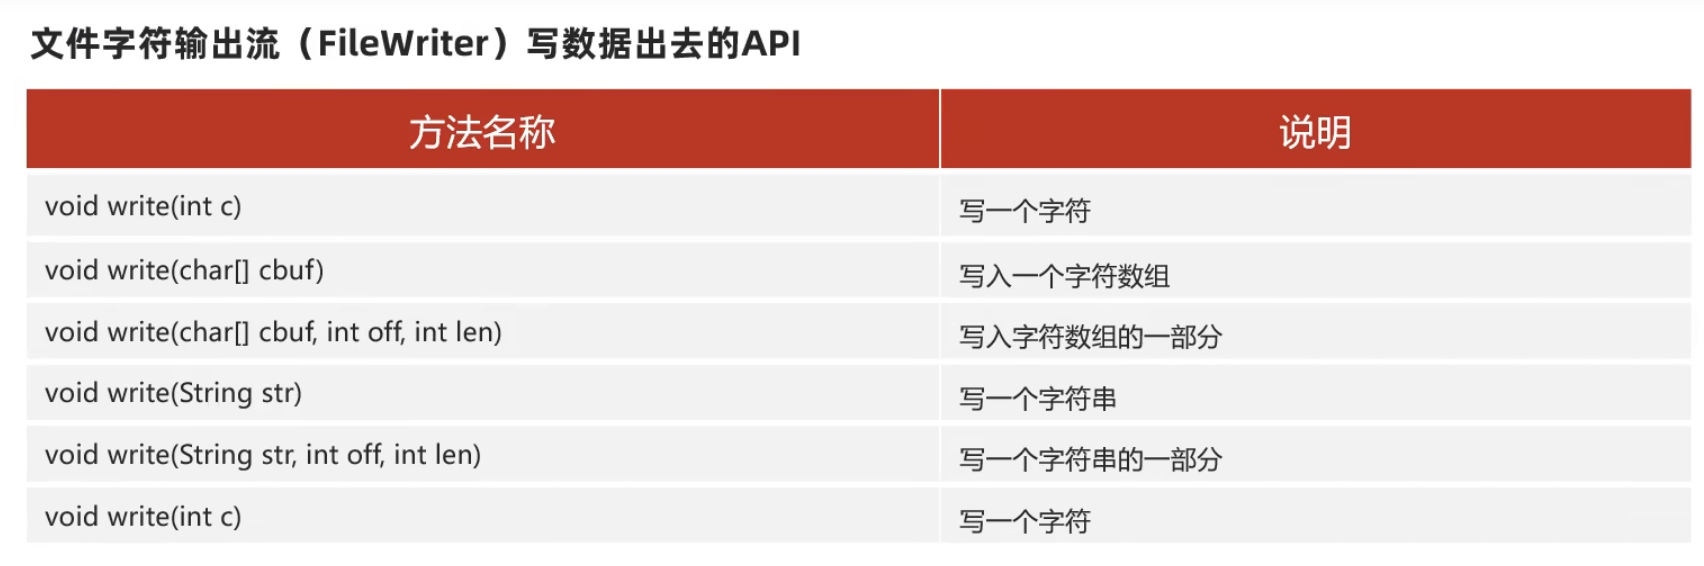 文件字符输出流（FileWriter）写数据出去的API
方法名称 说明
void write(int c) 写一个字符
void write(char[] cbuf) 写入一个字符数组
void write(char[] cbuf, int off, int len) 写入字符数组的一部分
void write(String str) 写一个字符串
void write(String str, int off, int len) 写一个字符串的一部分
void write(int c) 写一个字符